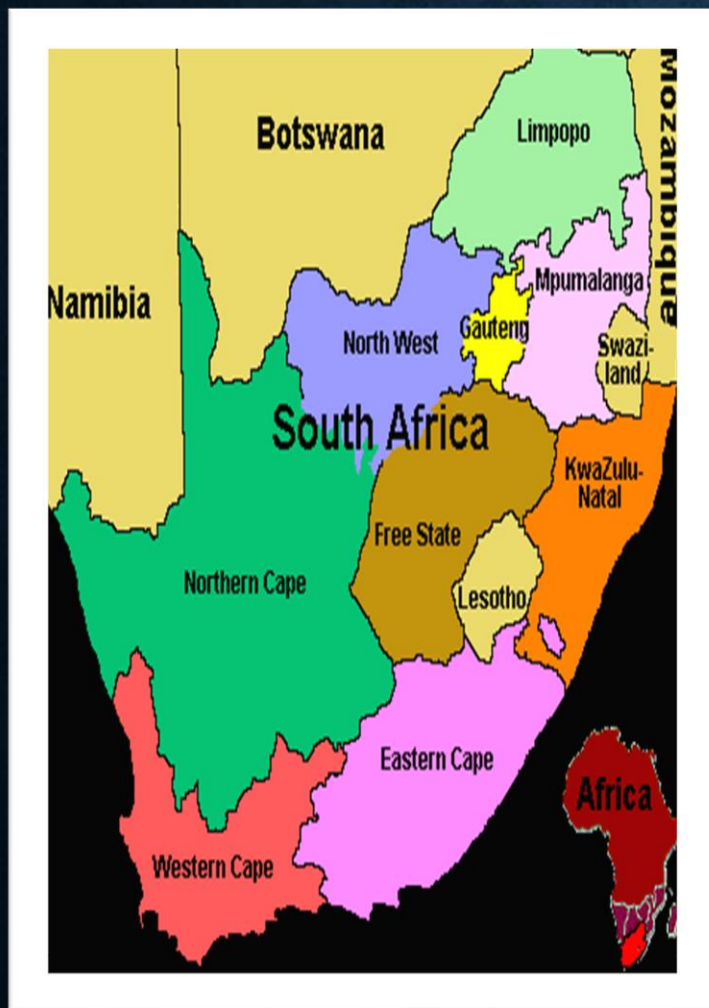 Botswana
Limpopo
Mozambique
Namibia
Mpumalanga
North West
Gauteng
Swazi-
land
South Africa
KwaZulu-
Natal
Free State
Northern Cape
Lesotho
Eastern Cape
Africa
Western Cape